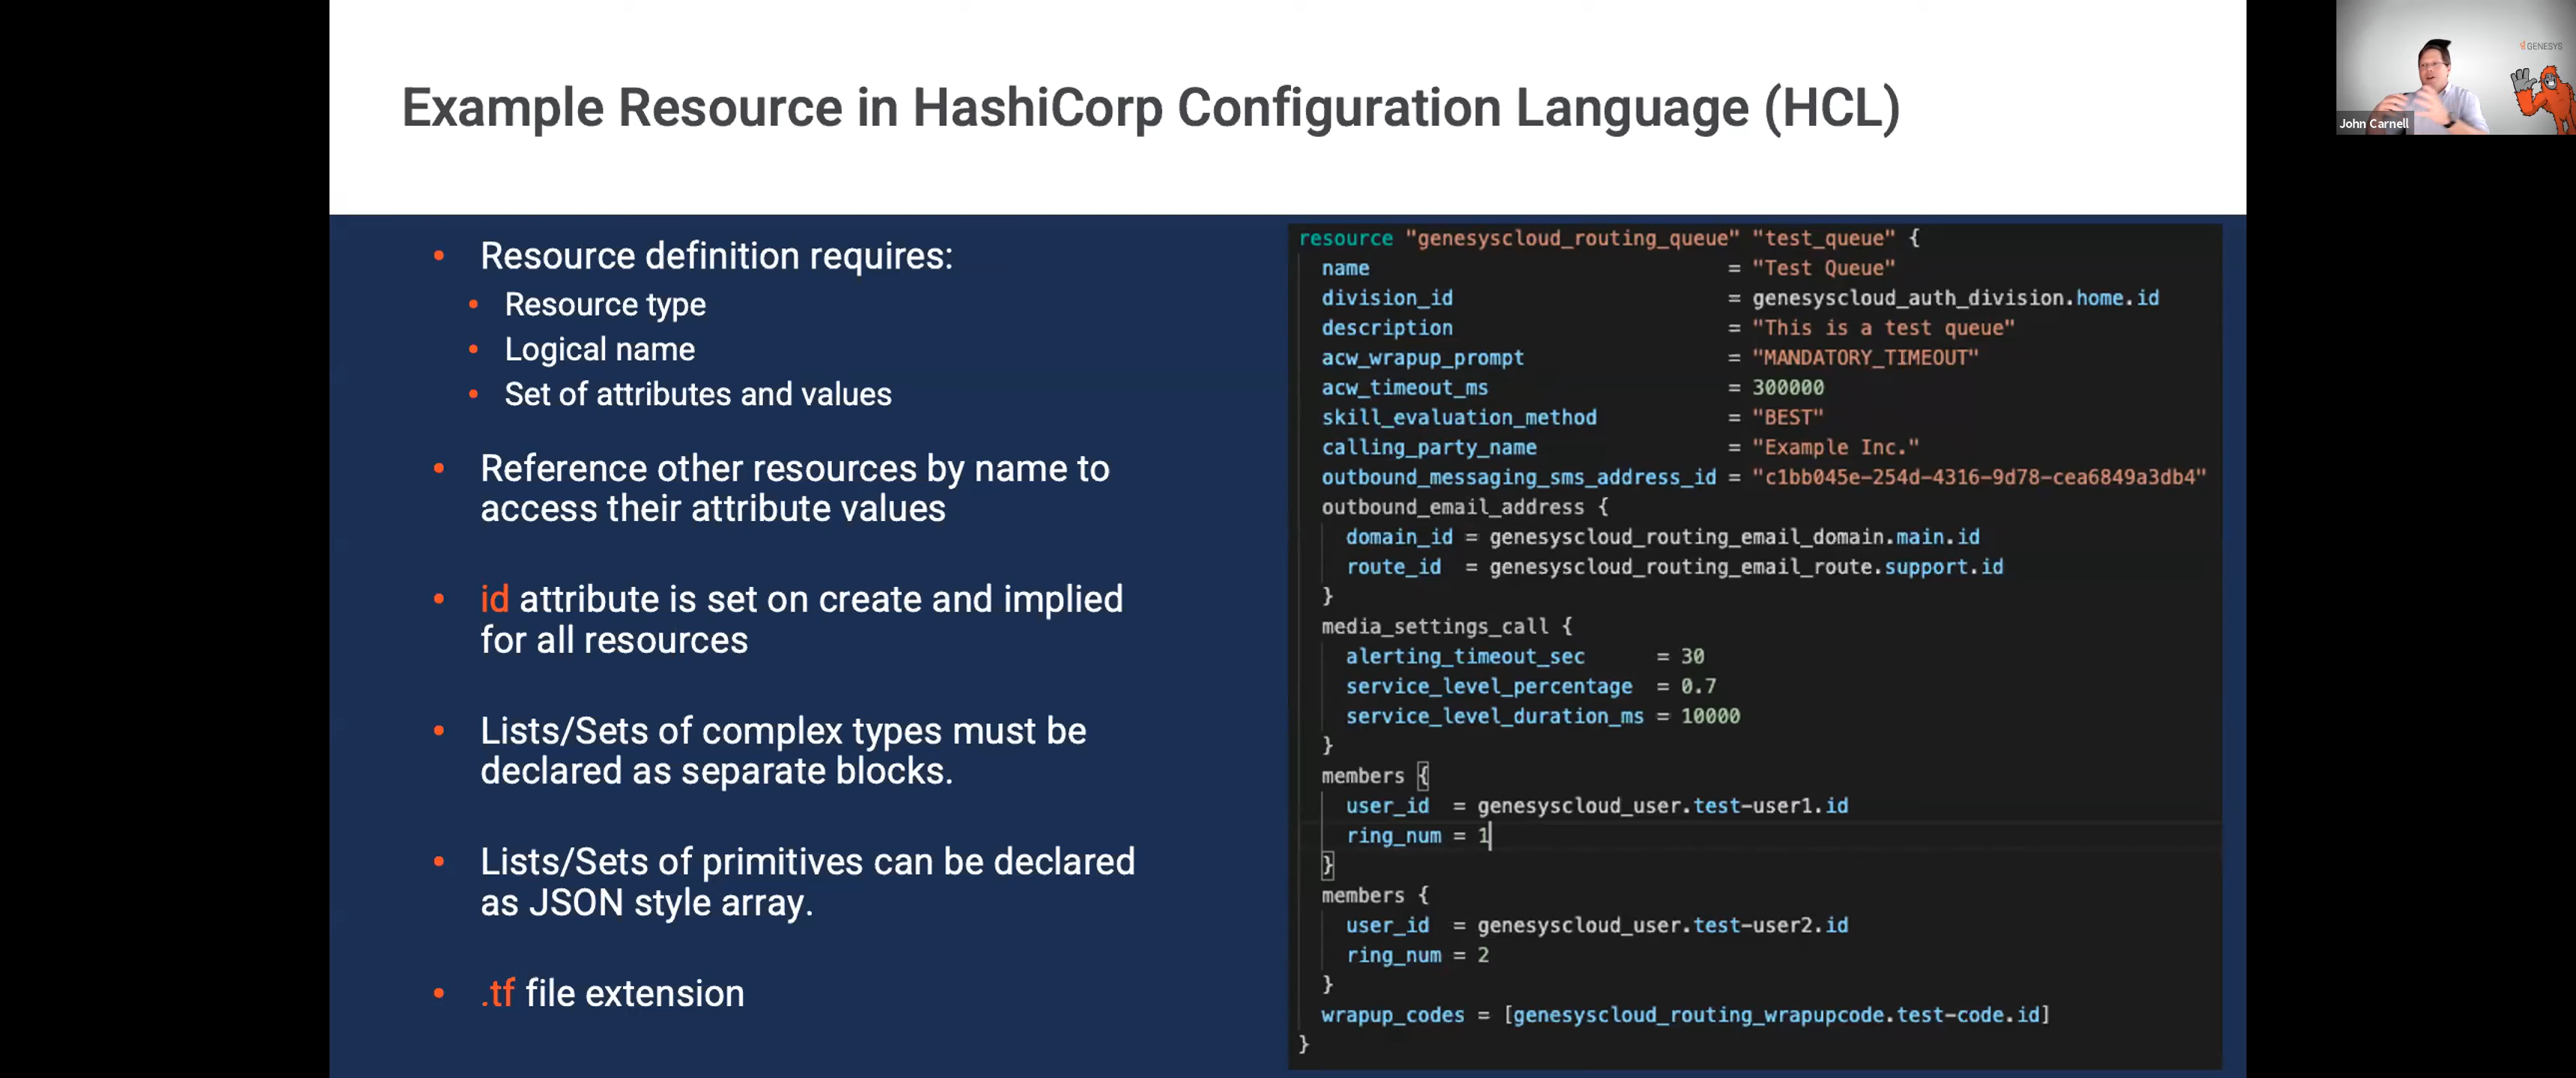 Example Resource in HashiCorp Configuration Language (HCL)
GENESYS
John Carnell
• Resource definition requires:
• Resource type
• Logical name
• Set of attributes and values
• Reference other resources by name to
access their attribute values
• id attribute is set on create and implied
for all resources
• Lists/Sets of complex types must be
declared as separate blocks.
• Lists/Sets of primitives can be declared
as JSON style array.
• .tf file extension
resource "genesyscloud_routing_queue" "test_queue" {
name = "Test Queue"
division_id = genesyscloud_auth_division.home.id
description = "This is a test queue"
acw_wrapup_prompt = "MANDATORY_TIMEOUT"
acw_timeout_ms = 300000
skill_evaluation_method = "BEST"
calling_party_name = "Example Inc."
outbound_messaging_sms_address_id = "c1bb045e-254d-4316-9d78-cea6849a3db4"
outbound_email_address {
domain_id = genesyscloud_routing_email_domain.main.id
route_id = genesyscloud_routing_email_route.support.id
}
media_settings_call {
alerting_timeout_sec = 30
service_level_percentage = 0.7
service_level_duration_ms = 10000
}
members {
user_id = genesyscloud_user.test-user1.id
ring_num = 1
}
members {
user_id = genesyscloud_user.test-user2.id
ring_num = 2
}
wrapup_codes = [genesyscloud_routing_wrapupcode.test-code.id]
}